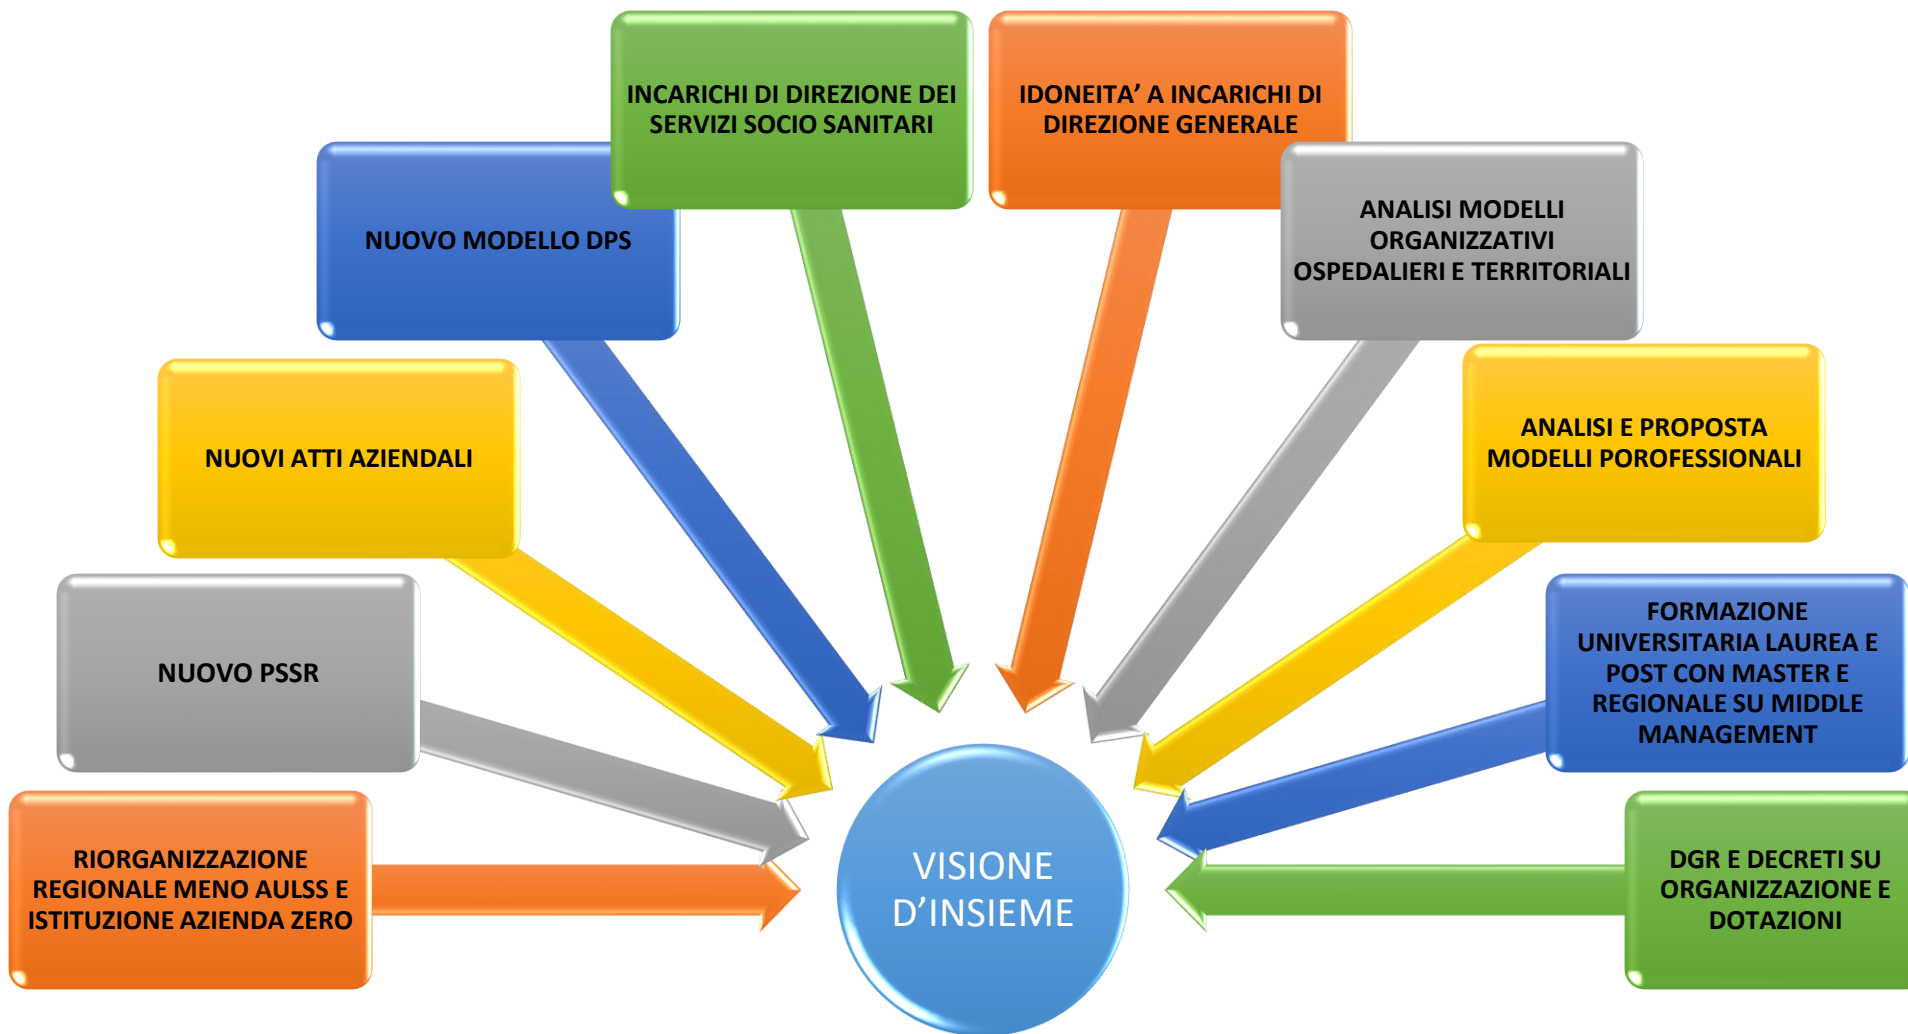 INCARICHI DI DIREZIONE DEI
SERVIZI SOCIO SANITARI
IDONEITA’ A INCARICHI DI
DIREZIONE GENERALE
NUOVO MODELLO DPS
ANALISI MODELLI
ORGANIZZATIVI
OSPEDALIERI E TERRITORIALI
NUOVI ATTI AZIENDALI
ANALISI E PROPOSTA
MODELLI POROFESSIONALI
NUOVO PSSR
FORMAZIONE
UNIVERSITARIA LAUREA E
POST CON MASTER E
REGIONALE SU MIDDLE
MANAGEMENT
RIORGANIZZAZIONE
REGIONALE MENO AULSS E
ISTITUZIONE AZIENDA ZERO
VISIONE
D’INSIEME
DGR E DECRETI SU
ORGANIZZAZIONE E
DOTAZIONI